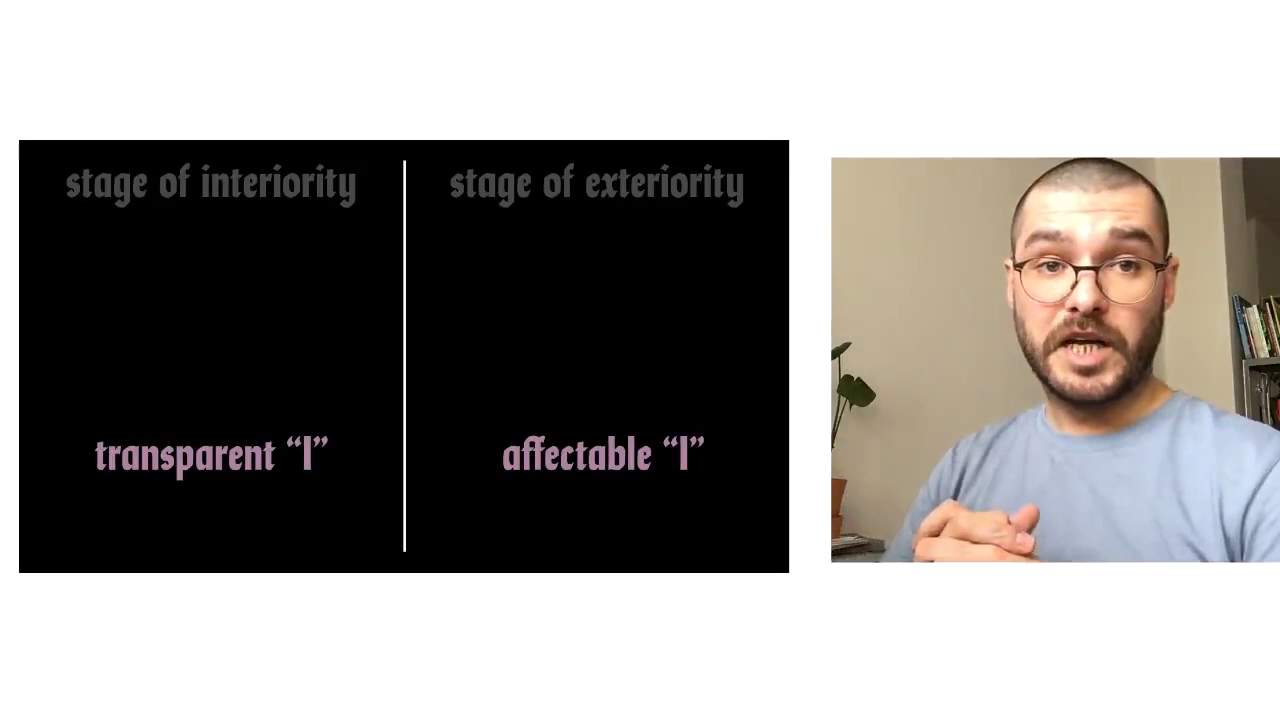 stage of interiority
stage of exteriority
transparent “I”
affectable “I”